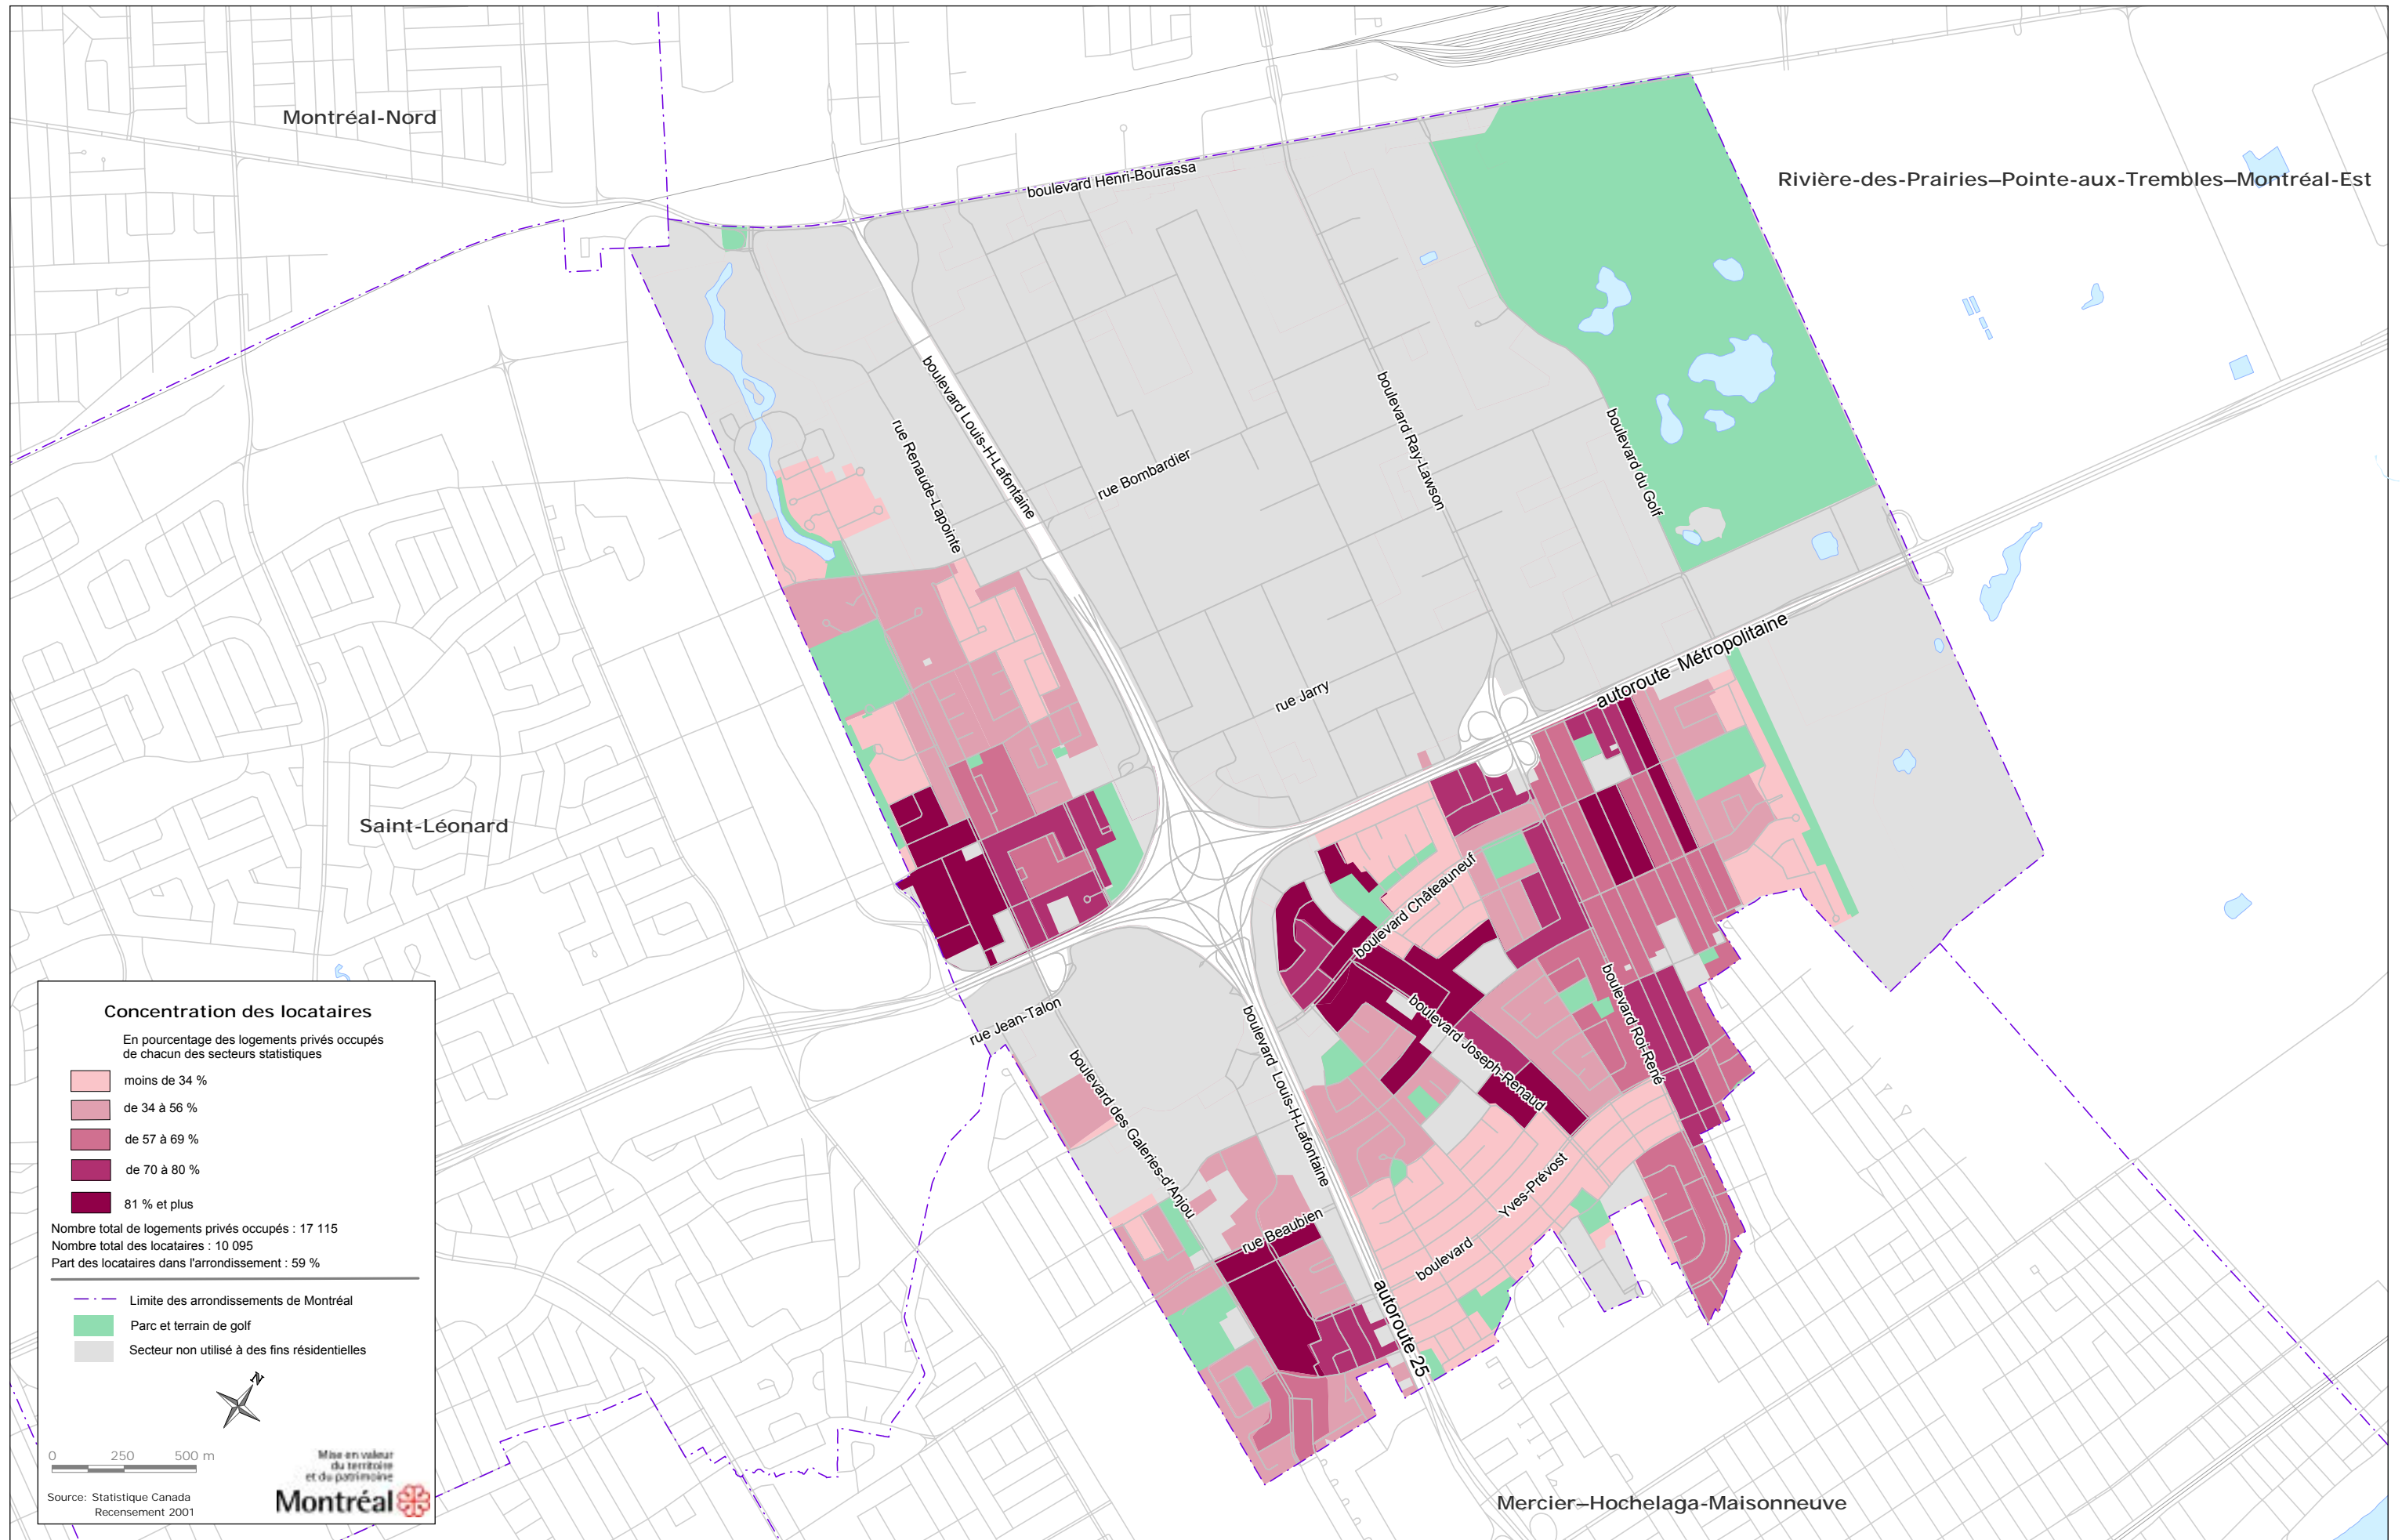 Montréal-Nord
Rivière-des-Prairies–Pointe-aux-Trembles–Montréal-Est
boulevard Henri-Bourassa
boulevard Louis-H-Lafontaine
rue Renaude-Lapointe
rue Bombardier
boulevard Ray-Lawson
boulevard du Golf
autoroute Métropolitaine
rue Jarry
Saint-Léonard
boulevard Châteauneuf
boulevard Joseph-Renaud
boulevard Roi-René
rue Jean-Talon
boulevard des Galeries-d'Anjou
boulevard Louis-H-Lafontaine
rue Beaubien
boulevard Yves-Prévost
autoroute 25
Mercier–Hochelaga-Maisonneuve
Concentration des locataires
En pourcentage des logements privés occupés
de chacun des secteurs statistiques
moins de 34 %
de 34 à 56 %
de 57 à 69 %
de 70 à 80 %
81 % et plus
Nombre total de logements privés occupés : 17 115
Nombre total des locataires : 10 095
Part des locataires dans l'arrondissement : 59 %
Limite des arrondissements de Montréal
Parc et terrain de golf
Secteur non utilisé à des fins résidentielles
N
0 250 500 m
Mise en valeur
du territoire
et du patrimoine
Montréal
Source: Statistique Canada
Recensement 2001